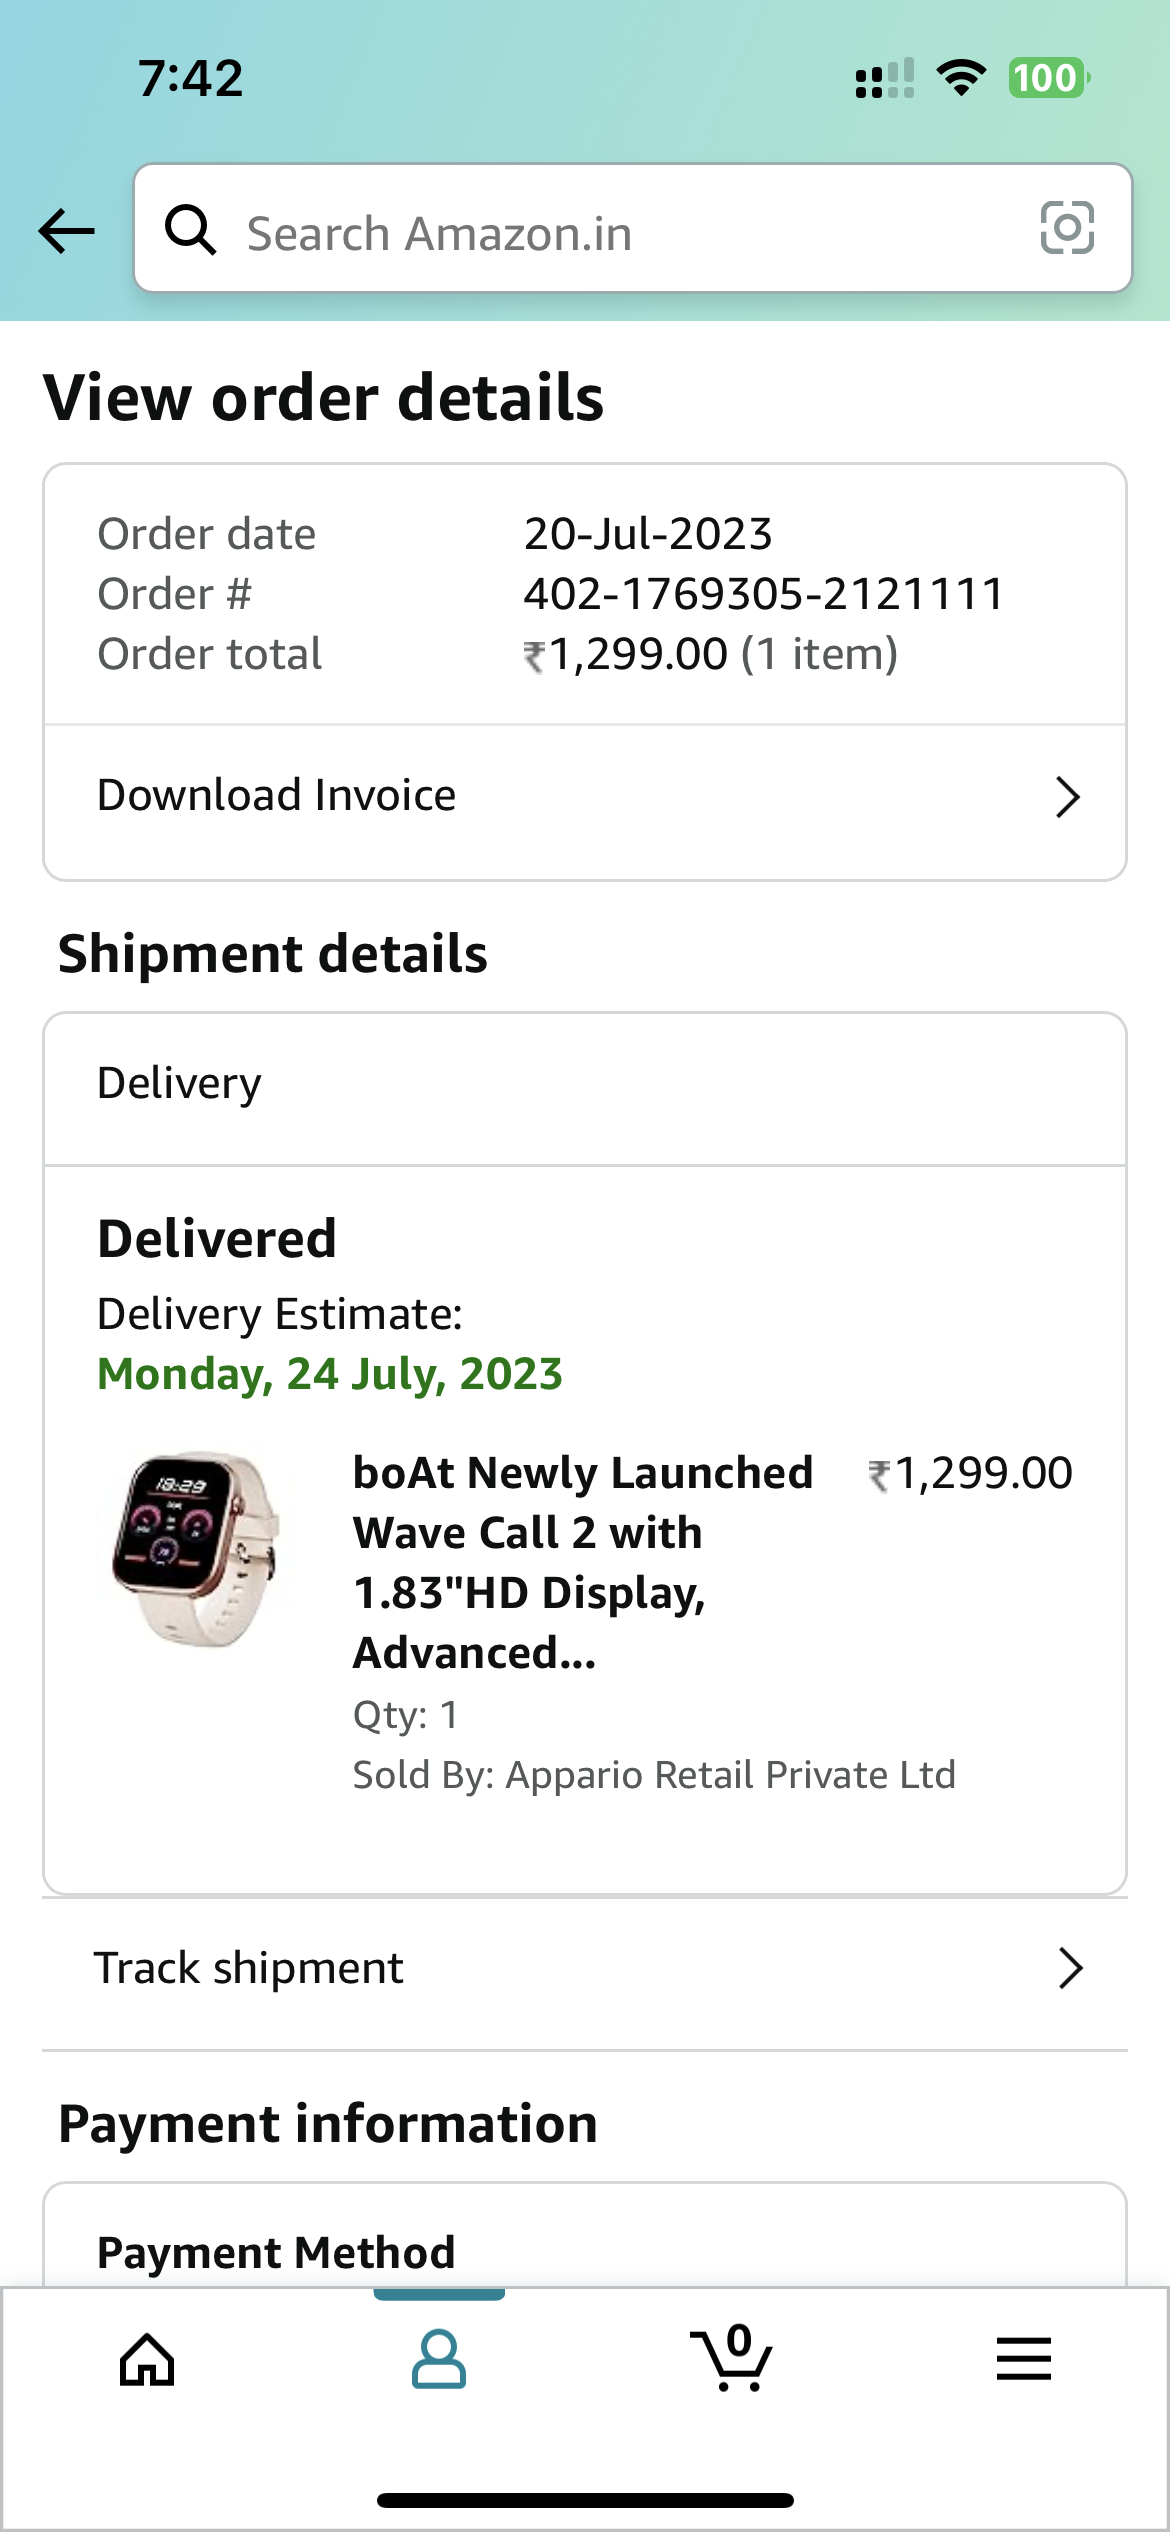 7:42
100
Search Amazon.in
View order details
Order date 20-Jul-2023
Order # 402-1769305-2121111
Order total ₹1,299.00 (1 item)
Download Invoice
Shipment details
Delivery
Delivered
Delivery Estimate:
Monday, 24 July, 2023
18:29
boAt Newly Launched ₹1,299.00
Wave Call 2 with
1.83"HD Display,
Advanced...
Qty: 1
Sold By: Appario Retail Private Ltd
Track shipment
Payment information
Payment Method
0